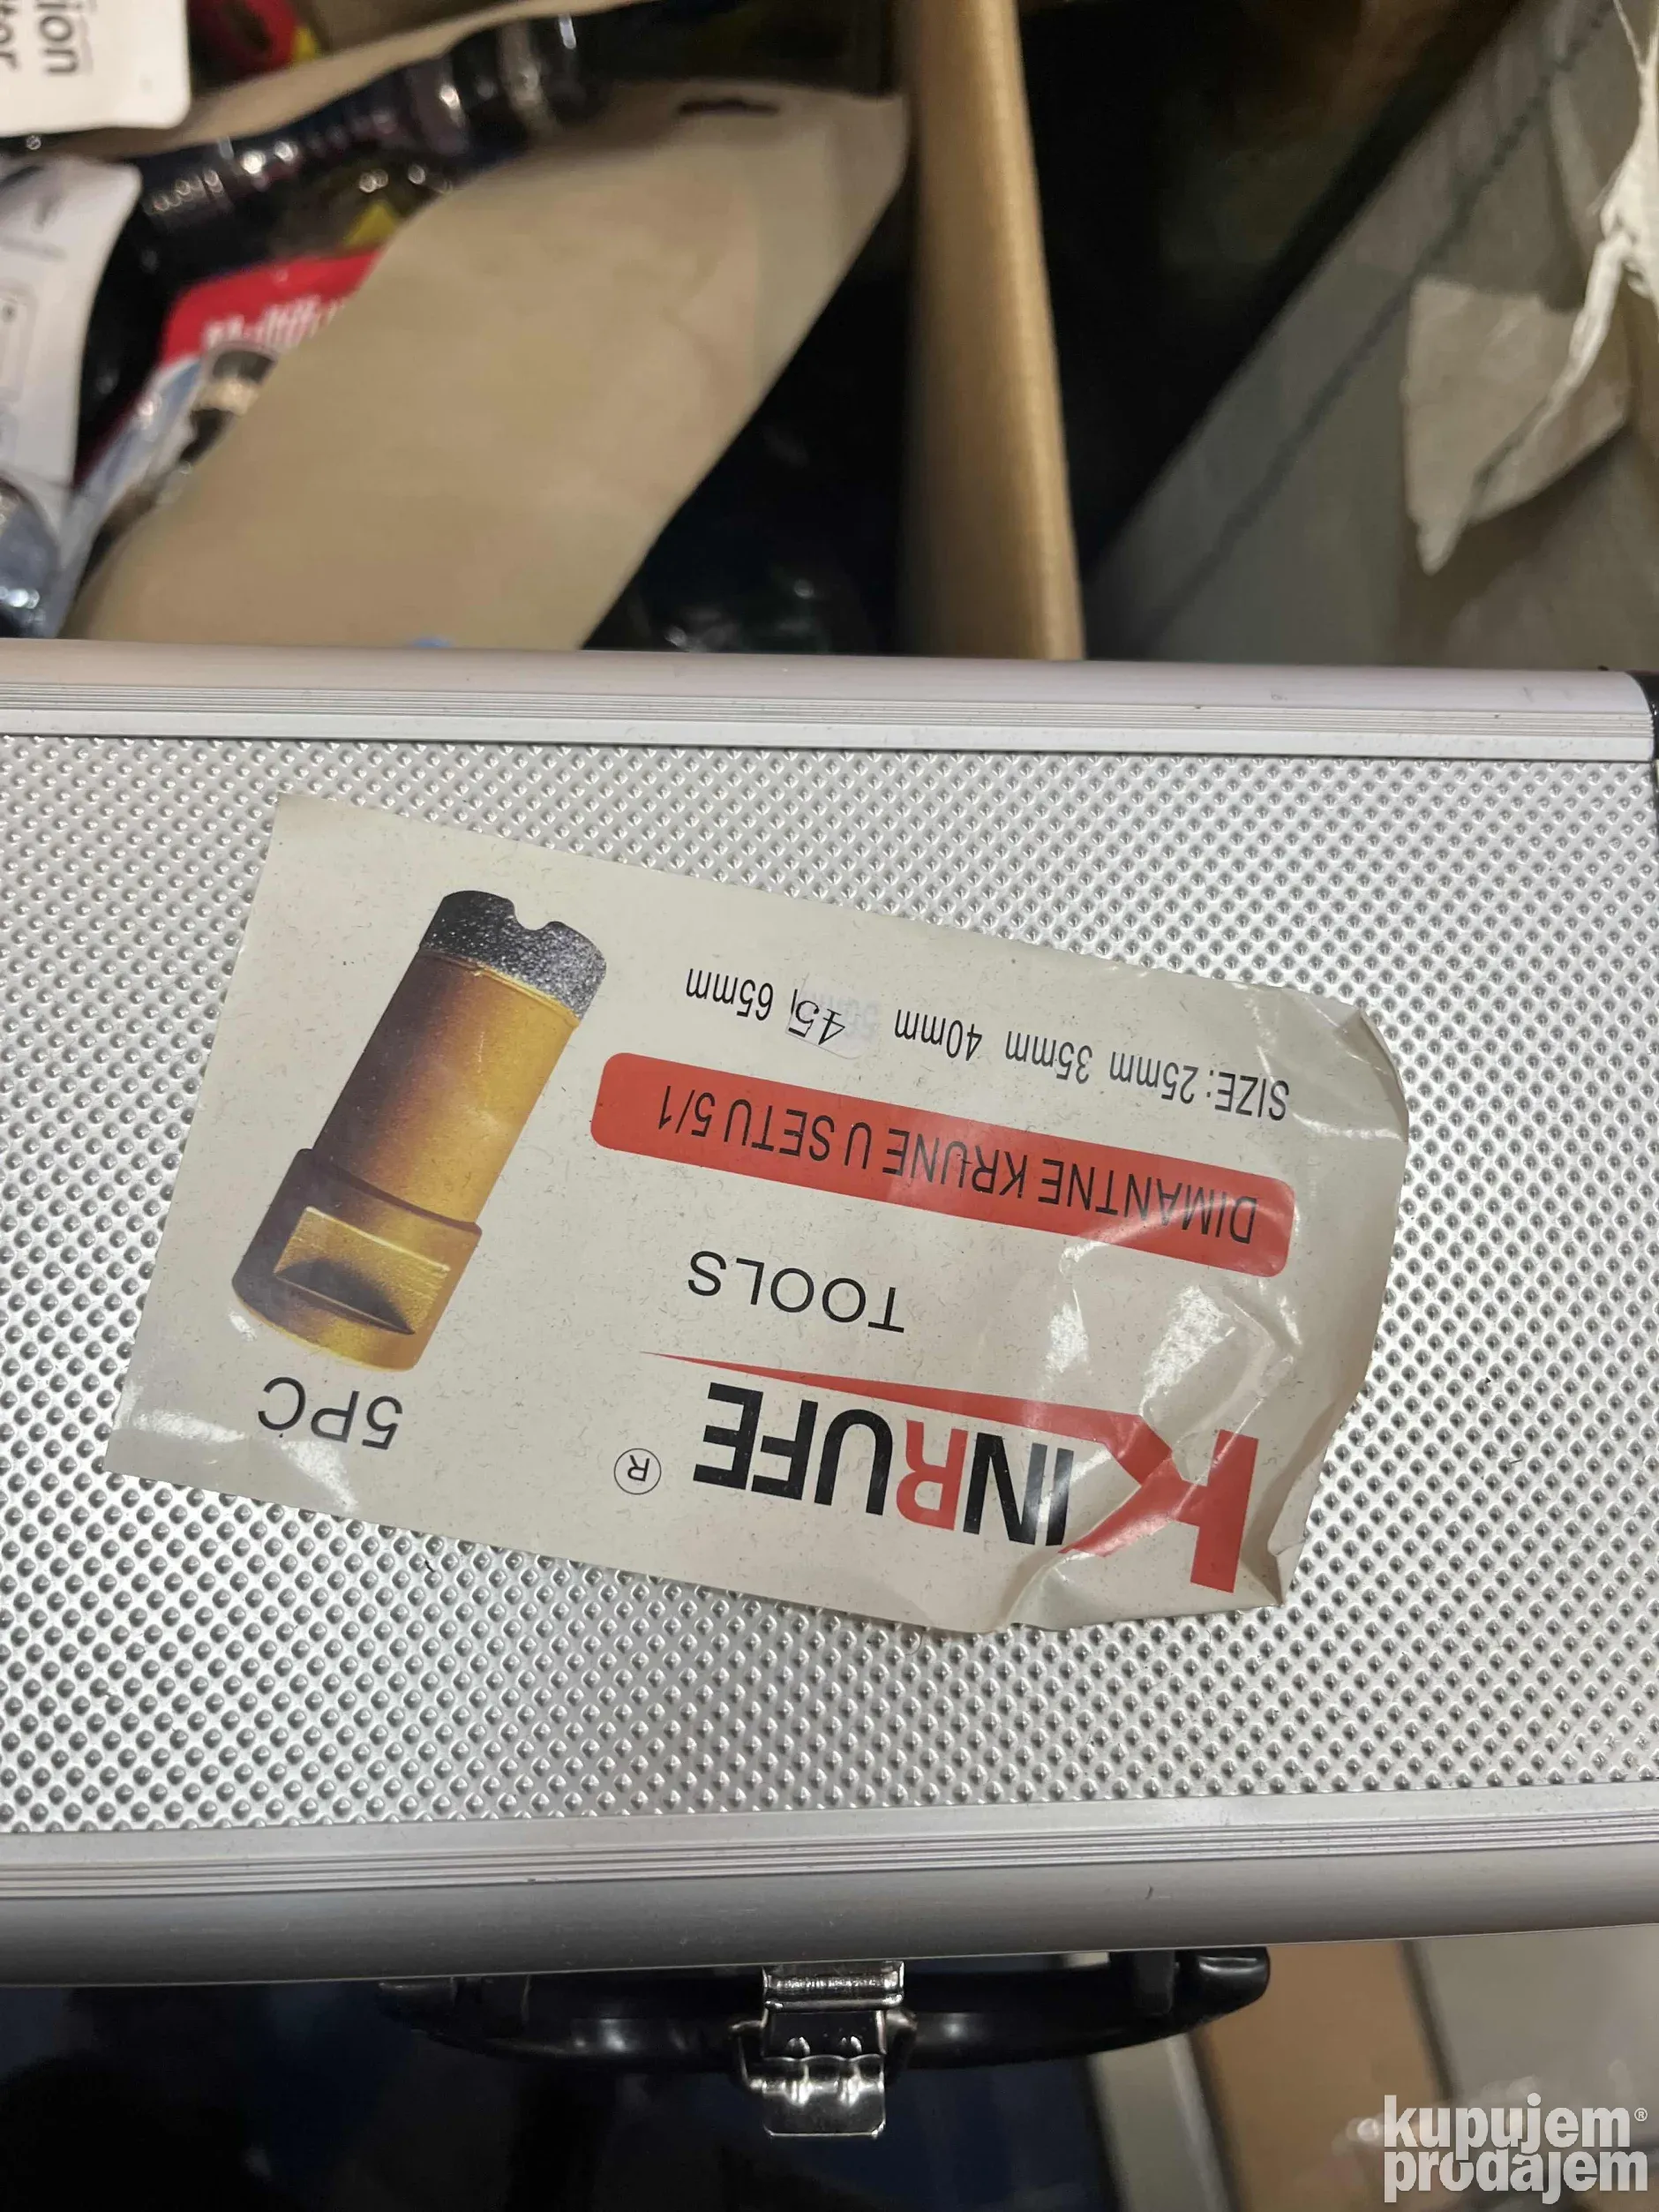 KINRUFE ®
TOOLS
5PC
DIMANTNE KRUNE U SETU 5/1
SIZE: 25mm 35mm 40mm 45, 65mm
kupujem®
prodajem